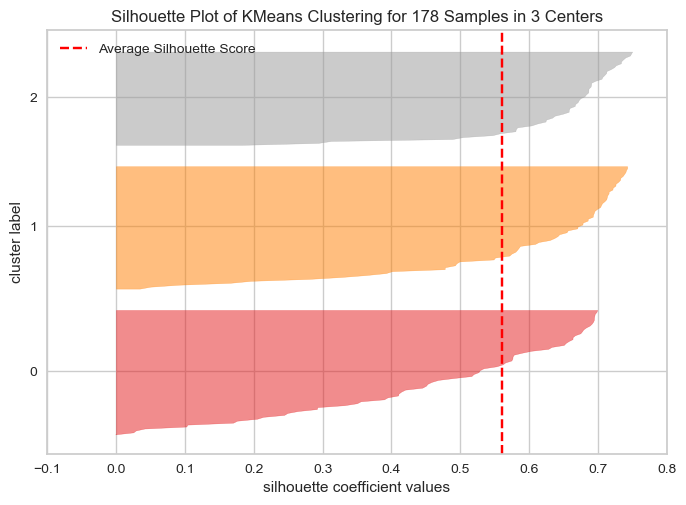 Silhouette Plot of KMeans Clustering for 178 Samples in 3 Centers
Average Silhouette Score
cluster label
2
1
0
−0.1 0.0 0.1 0.2 0.3 0.4 0.5 0.6 0.7 0.8
silhouette coefficient values